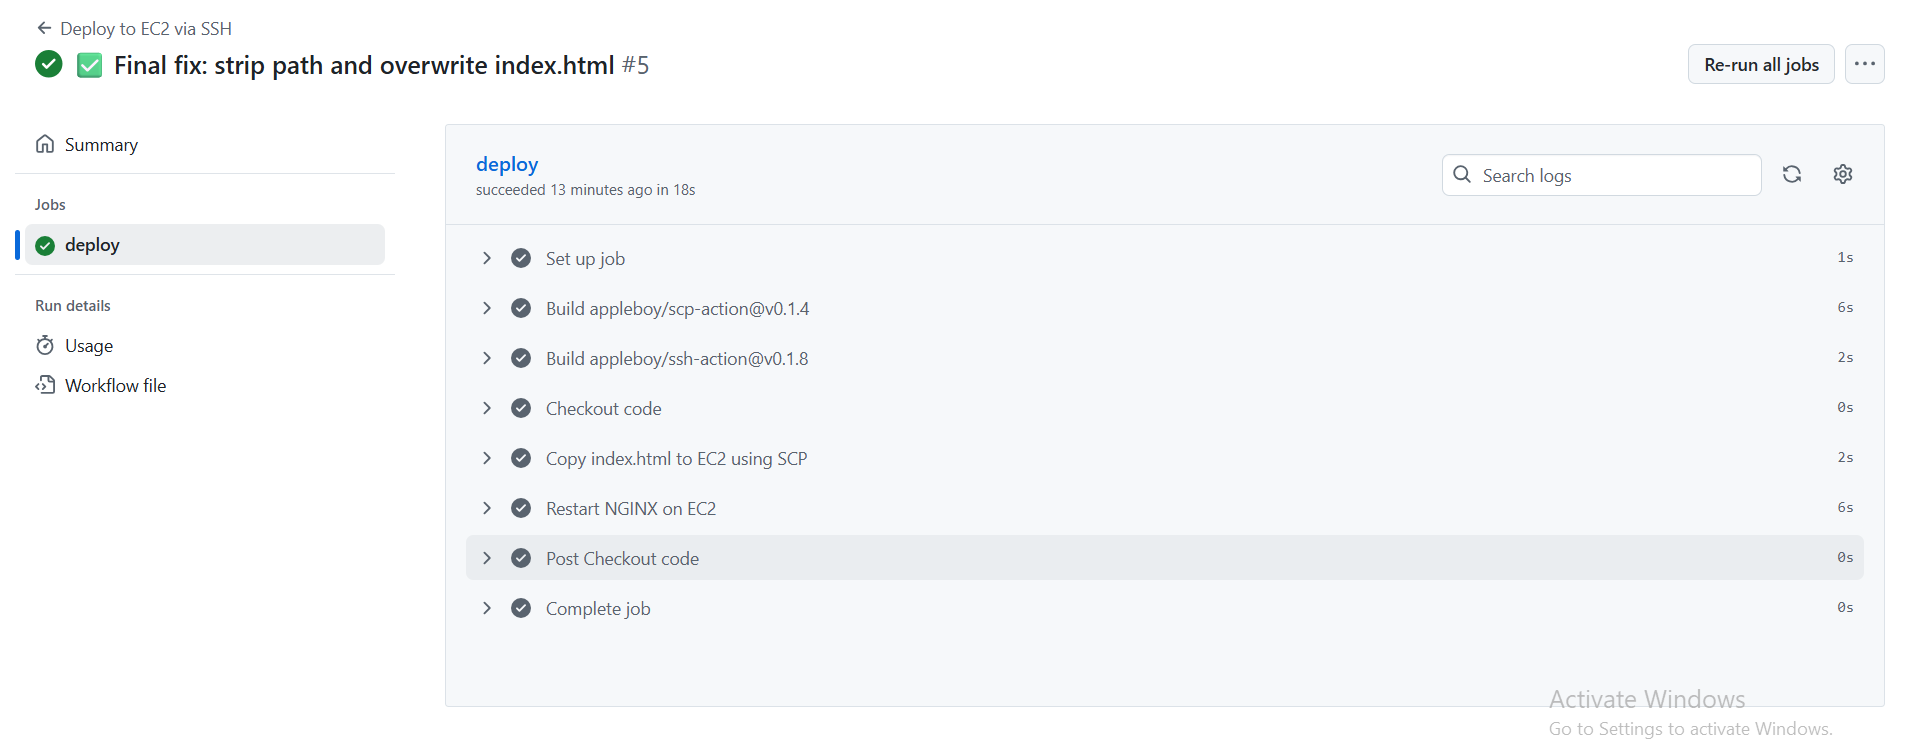 Deploy to EC2 via SSH
✅ Final fix: strip path and overwrite index.html #5
Re-run all jobs
Summary
Jobs
deploy
Run details
Usage
Workflow file
deploy
succeeded 13 minutes ago in 18s
Search logs
Set up job 1s
Build appleboy/scp-action@v0.1.4 6s
Build appleboy/ssh-action@v0.1.8 2s
Checkout code 0s
Copy index.html to EC2 using SCP 2s
Restart NGINX on EC2 6s
Post Checkout code 0s
Complete job 0s
Activate Windows
Go to Settings to activate Windows.